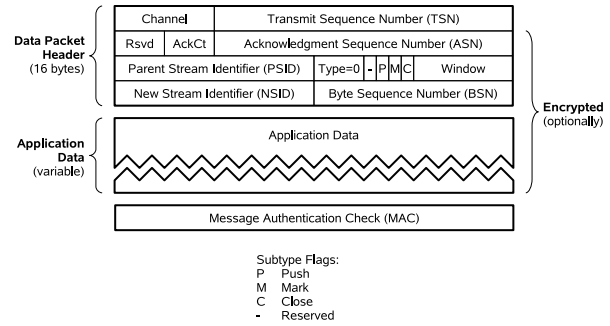 Channel Transmit Sequence Number (TSN)
Data Packet
Header
(16 bytes)
Rsvd AckCt Acknowledgment Sequence Number (ASN)
Parent Stream Identifier (PSID) Type=0 - P M C Window
New Stream Identifier (NSID) Byte Sequence Number (BSN)
Encrypted
(optionally)
Application
Data
(variable)
Application Data
Message Authentication Check (MAC)
Subtype Flags:
P Push
M Mark
C Close
- Reserved